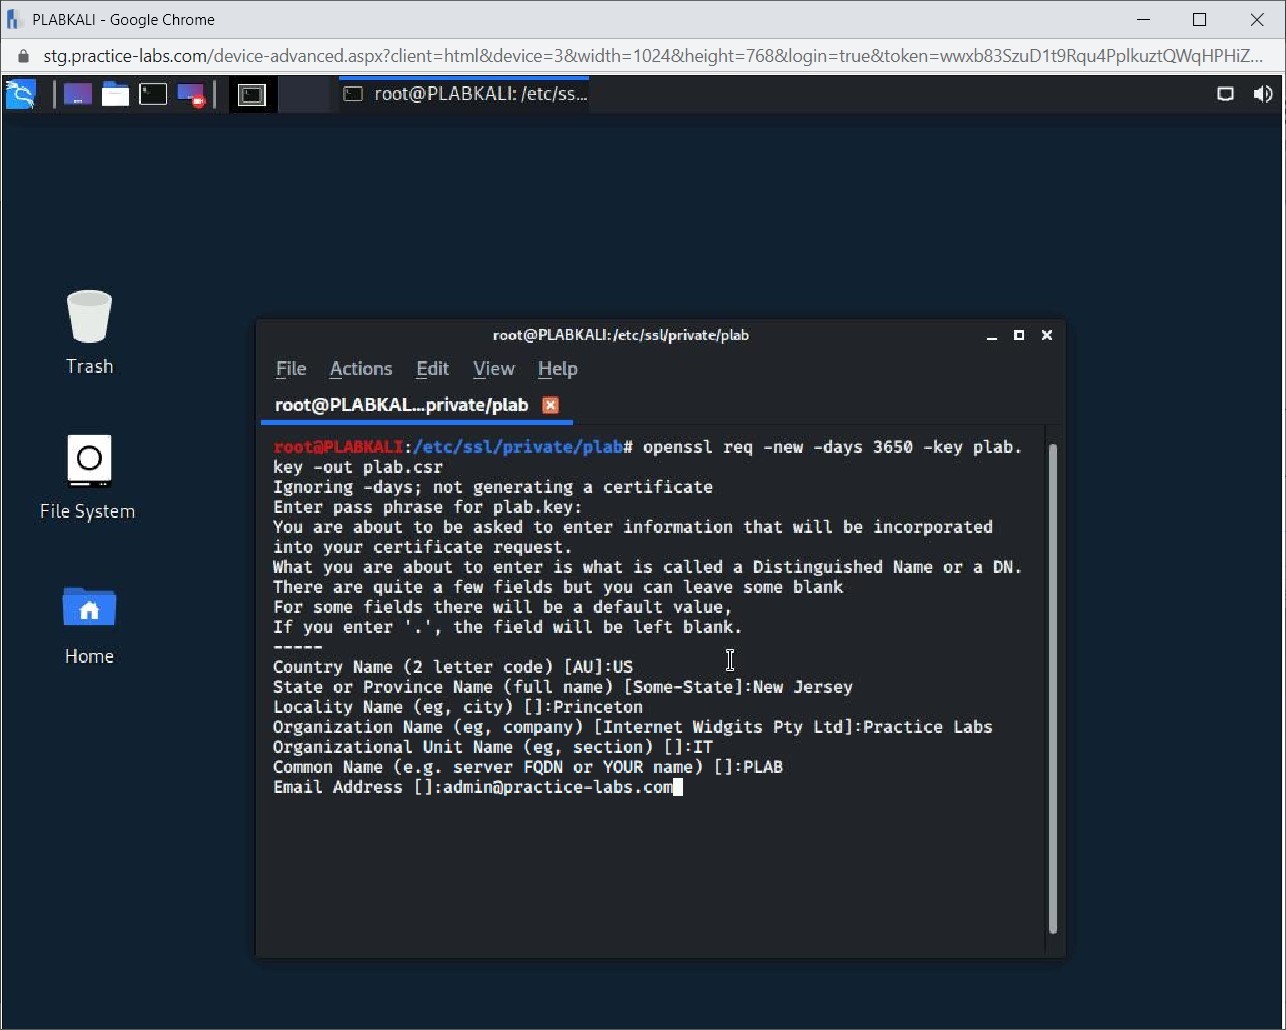 PLABKALI - Google Chrome
stg.practice-labs.com/device-advanced.aspx?client=html&device=3&width=1024&height=768&login=true&token=wwxb83SzuD1t9Rqu4PplkuztQWqHPHiZ...
root@PLABKALI: /etc/ss...
Trash
File System
Home
root@PLABKALI:/etc/ssl/private/plab
File Actions Edit View Help
root@PLABKAL...private/plab
root@PLABKALI:/etc/ssl/private/plab# openssl req -new -days 3650 -key plab.
key -out plab.csr
Ignoring -days; not generating a certificate
Enter pass phrase for plab.key:
You are about to be asked to enter information that will be incorporated
into your certificate request.
What you are about to enter is what is called a Distinguished Name or a DN.
There are quite a few fields but you can leave some blank
For some fields there will be a default value,
If you enter '.', the field will be left blank.
-----
Country Name (2 letter code) [AU]:US
State or Province Name (full name) [Some-State]:New Jersey
Locality Name (eg, city) []:Princeton
Organization Name (eg, company) [Internet Widgits Pty Ltd]:Practice Labs
Organizational Unit Name (eg, section) []:IT
Common Name (e.g. server FQDN or YOUR name) []:PLAB
Email Address []:admin@practice-labs.com